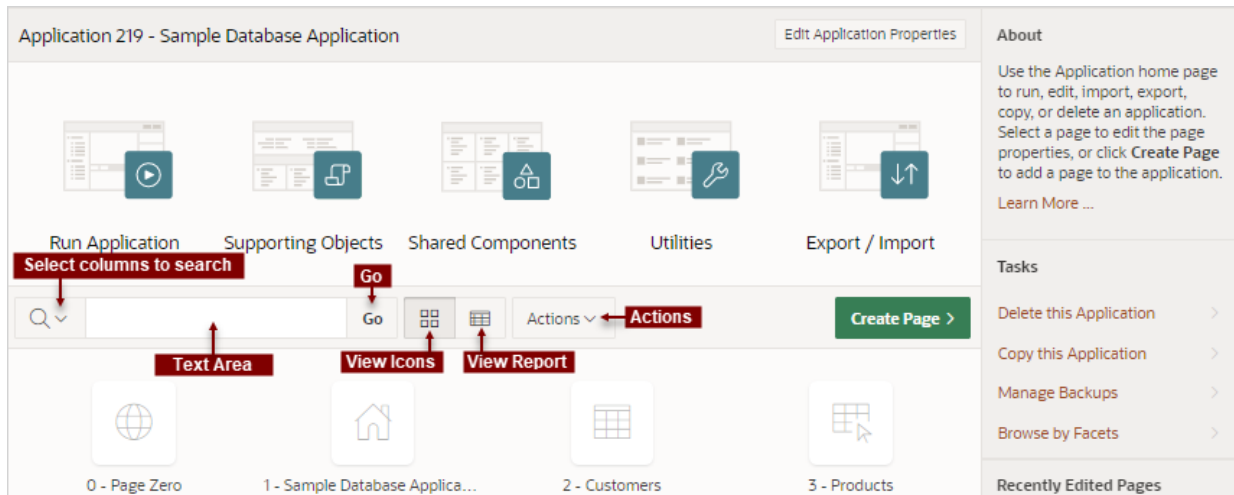 Application 219 - Sample Database Application
Edit Application Properties
Run Application
Supporting Objects
Shared Components
Utilities
Export / Import
Select columns to search
Go
Go
Actions
Actions
Create Page >
Text Area
View Icons
View Report
0 - Page Zero
1 - Sample Database Applica...
2 - Customers
3 - Products
About
Use the Application home page
to run, edit, import, export,
copy, or delete an application.
Select a page to edit the page
properties, or click Create Page
to add a page to the application.
Learn More ...
Tasks
Delete this Application
Copy this Application
Manage Backups
Browse by Facets
Recently Edited Pages